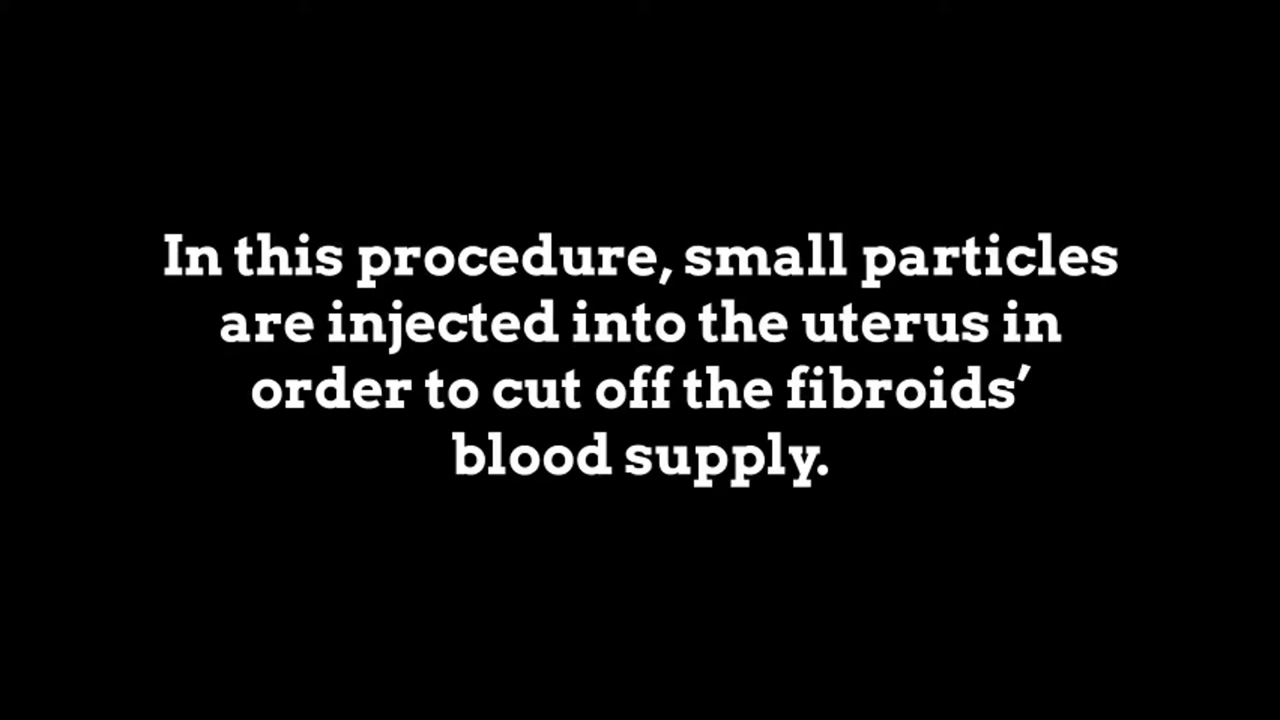 In this procedure, small particles
are injected into the uterus in
order to cut off the fibroids’
blood supply.